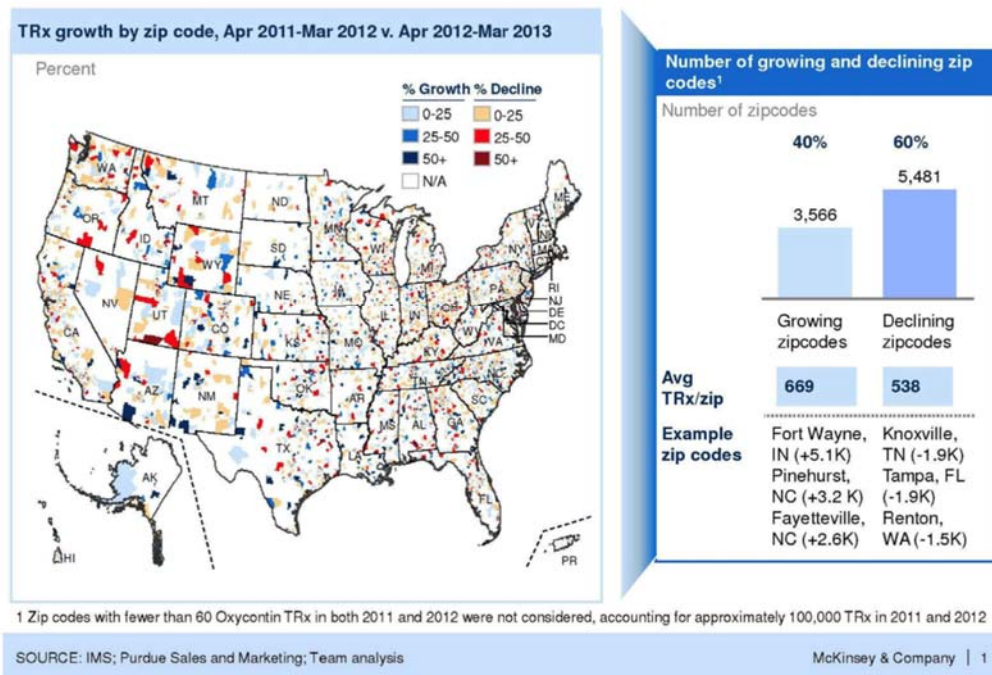 TRx growth by zip code, Apr 2011-Mar 2012 v. Apr 2012-Mar 2013
Percent
% Growth % Decline
0-25 0-25
25-50 25-50
50+ 50+
N/A
WA
MT
ND
MN
ME
OR
ID
WY
SD
WI
MI
NY
VT
NH
MA
CT
RI
NJ
DE
DC
MD
NV
UT
CO
NE
IA
IL
IN
OH
PA
WV
VA
CA
KS
MO
KY
AZ
NM
OK
AR
TN
NC
SC
MS
AL
GA
TX
LA
FL
AK
HI
PR
Number of growing and declining zip
codes1
Number of zipcodes
40% 60%
3,566 5,481
Growing
zipcodes
Declining
zipcodes
Avg
TRx/zip
669 538
Example
zip codes
Fort Wayne,
IN (+5.1K)
Pinehurst,
NC (+3.2 K)
Fayetteville,
NC (+2.6K)
Knoxville,
TN (-1.9K)
Tampa, FL
(-1.9K)
Renton,
WA (-1.5K)
1 Zip codes with fewer than 60 Oxycontin TRx in both 2011 and 2012 were not considered, accounting for approximately 100,000 TRx in 2011 and 2012
SOURCE: IMS; Purdue Sales and Marketing; Team analysis
McKinsey & Company | 1